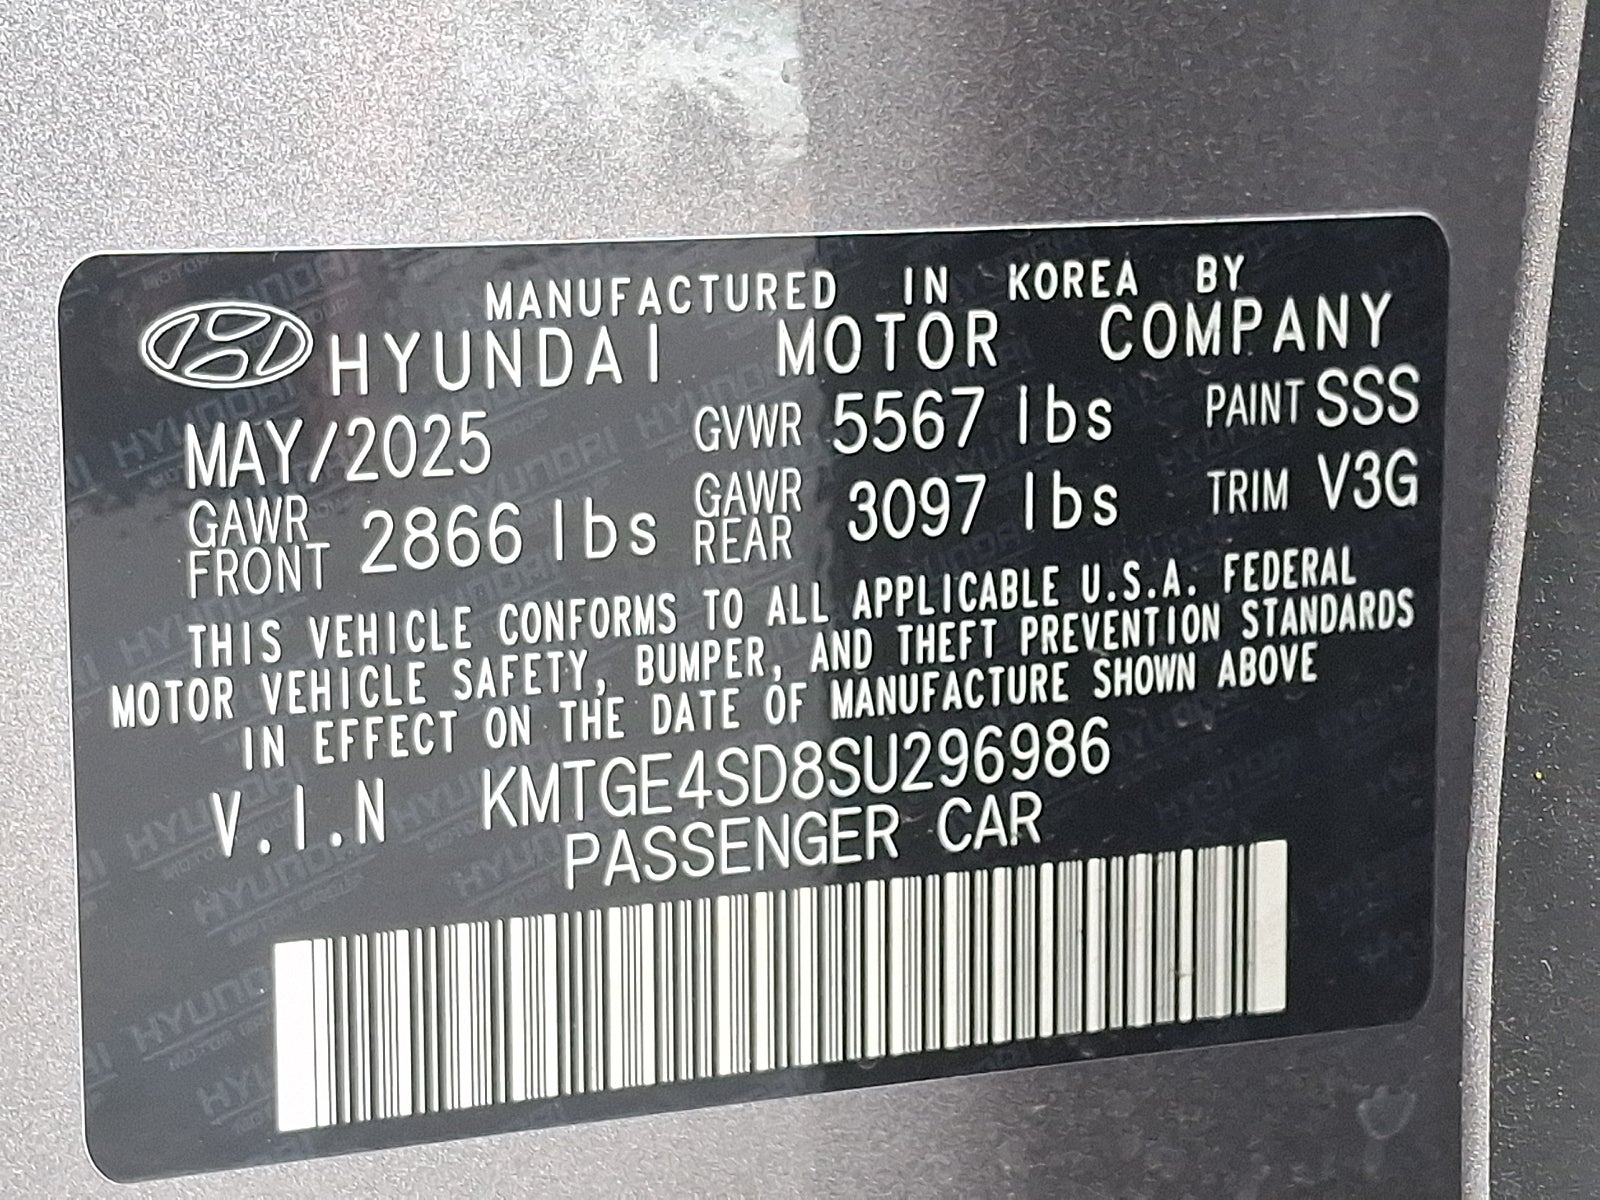 MANUFACTURED IN KOREA BY
HYUNDAI MOTOR COMPANY
MAY/2025 GVWR 5567 lbs PAINT SSS
GAWR FRONT 2866 lbs GAWR REAR 3097 lbs TRIM V3G
THIS VEHICLE CONFORMS TO ALL APPLICABLE U.S.A. FEDERAL
MOTOR VEHICLE SAFETY, BUMPER, AND THEFT PREVENTION STANDARDS
IN EFFECT ON THE DATE OF MANUFACTURE SHOWN ABOVE
V.I.N KMTGE4SD8SU296986
PASSENGER CAR